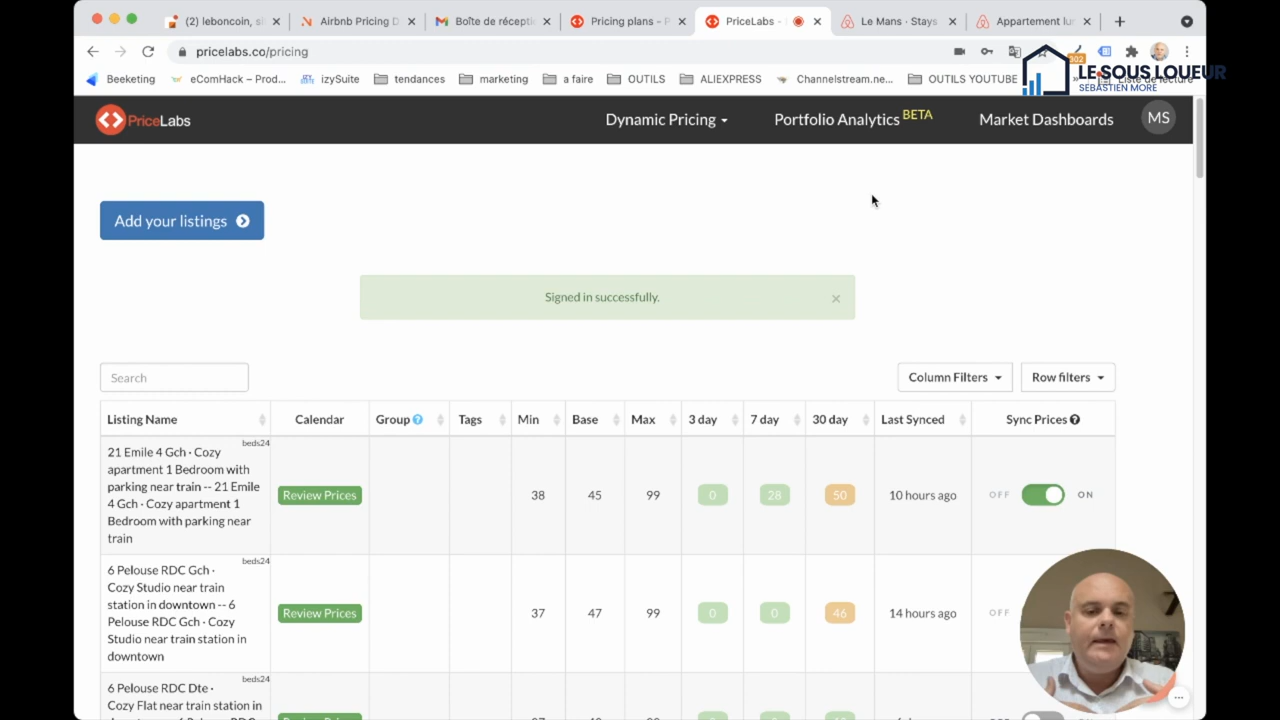 (2) leboncoin, si
Airbnb Pricing D
Boîte de récepti
Pricing plans - P
PriceLabs -
Le Mans · Stays
Appartement lu
pricelabs.co/pricing
302
Beeketing
eComHack – Prod...
izySuite
tendances
marketing
a faire
OUTILS
ALIEXPRESS
Channelstream.ne...
OUTILS YOUTUBE
»
Liste de lecture
LE SOUS LOUEUR
SEBASTIEN MORE
PriceLabs
Dynamic Pricing
Portfolio Analytics BETA
Market Dashboards
MS
Add your listings
Signed in successfully.
×
Search
Column Filters
Row filters
Listing Name
Calendar
Group
Tags
Min
Base
Max
3 day
7 day
30 day
Last Synced
Sync Prices
beds24
21 Emile 4 Gch · Cozy
apartment 1 Bedroom with
parking near train -- 21 Emile
4 Gch · Cozy apartment 1
Bedroom with parking near
train
Review Prices
38
45
99
0
28
50
10 hours ago
OFF
ON
beds24
6 Pelouse RDC Gch ·
Cozy Studio near train
station in downtown -- 6
Pelouse RDC Gch · Cozy
Studio near train station in
downtown
Review Prices
37
47
99
0
0
46
14 hours ago
OFF
beds24
6 Pelouse RDC Dte ·
Cozy Flat near train station in